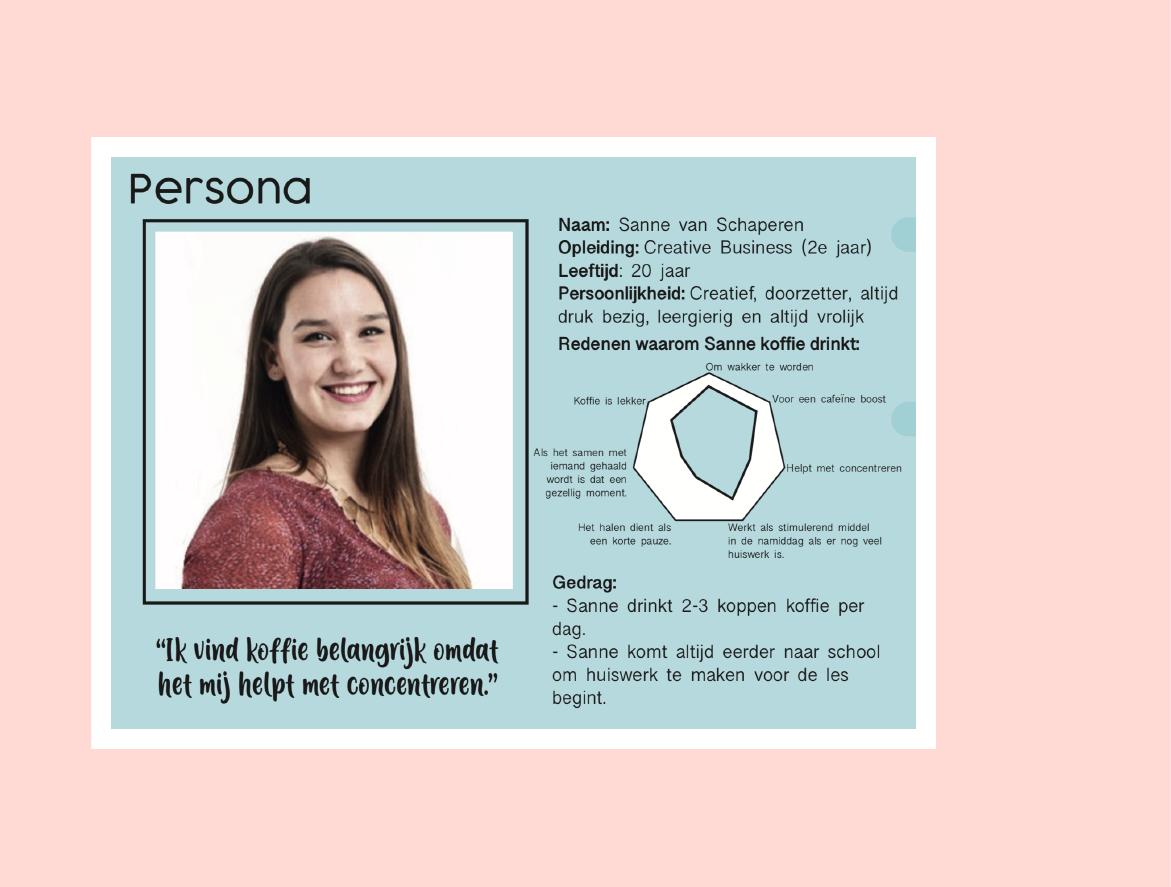 Persona
Naam: Sanne van Schaperen
Opleiding: Creative Business (2e jaar)
Leeftijd: 20 jaar
Persoonlijkheid: Creatief, doorzetter, altijd
druk bezig, leergierig en altijd vrolijk
Redenen waarom Sanne koffie drinkt:
Om wakker te worden
Koffie is lekker
Voor een cafeïne boost
Als het samen met
iemand gehaald
wordt is dat een
gezellig moment.
Helpt met concentreren
Het halen dient als
een korte pauze.
Werkt als stimulerend middel
in de namiddag als er nog veel
huiswerk is.
Gedrag:
- Sanne drinkt 2-3 koppen koffie per
dag.
- Sanne komt altijd eerder naar school
om huiswerk te maken voor de les
begint.
“Ik vind koffie belangrijk omdat
het mij helpt met concentreren.”